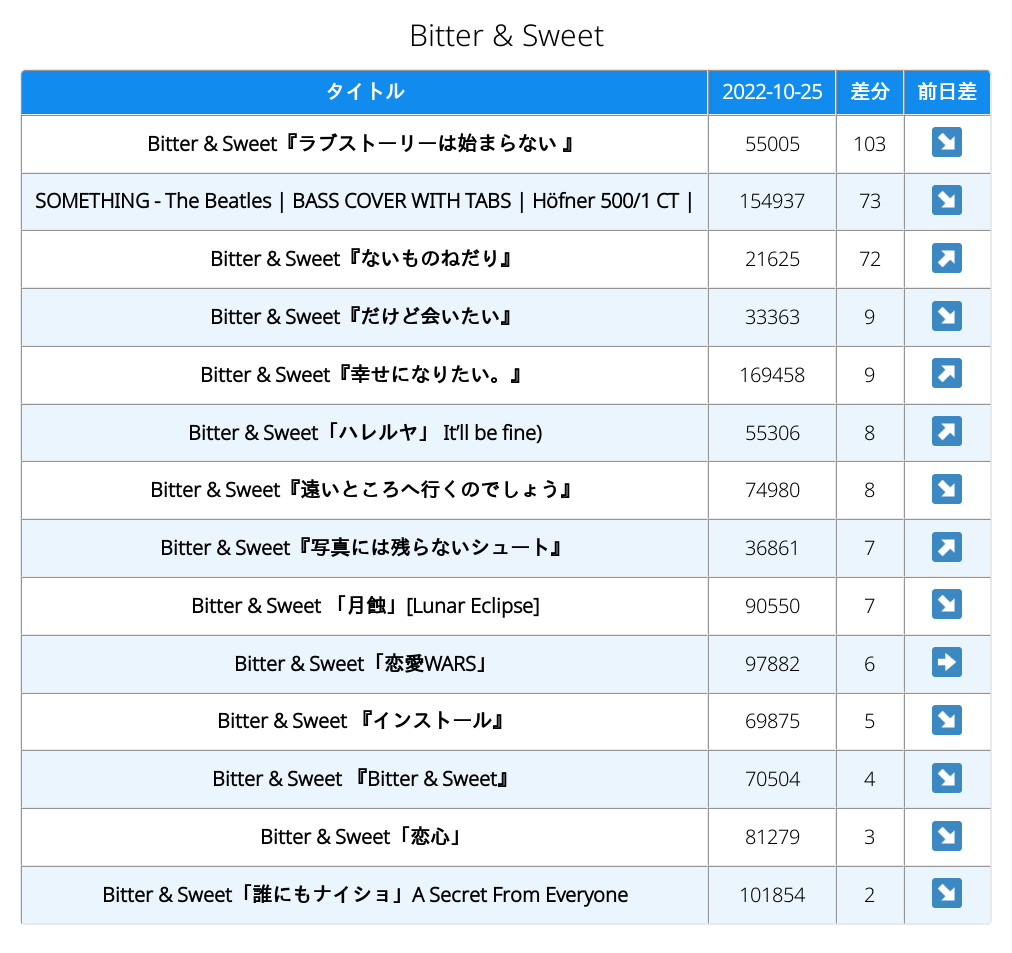 Bitter & Sweet
タイトル 2022-10-25 差分 前日差
Bitter & Sweet『ラブストーリーは始まらない 』 55005 103
SOMETHING - The Beatles | BASS COVER WITH TABS | Höfner 500/1 CT | 154937 73
Bitter & Sweet『ないものねだり』 21625 72
Bitter & Sweet『だけど会いたい』 33363 9
Bitter & Sweet『幸せになりたい。』 169458 9
Bitter & Sweet「ハレルヤ」 It’ll be fine) 55306 8
Bitter & Sweet『遠いところへ行くのでしょう』 74980 8
Bitter & Sweet『写真には残らないシュート』 36861 7
Bitter & Sweet 「月蝕」[Lunar Eclipse] 90550 7
Bitter & Sweet「恋愛WARS」 97882 6
Bitter & Sweet 『インストール』 69875 5
Bitter & Sweet 『Bitter & Sweet』 70504 4
Bitter & Sweet「恋心」 81279 3
Bitter & Sweet「誰にもナイショ」A Secret From Everyone 101854 2